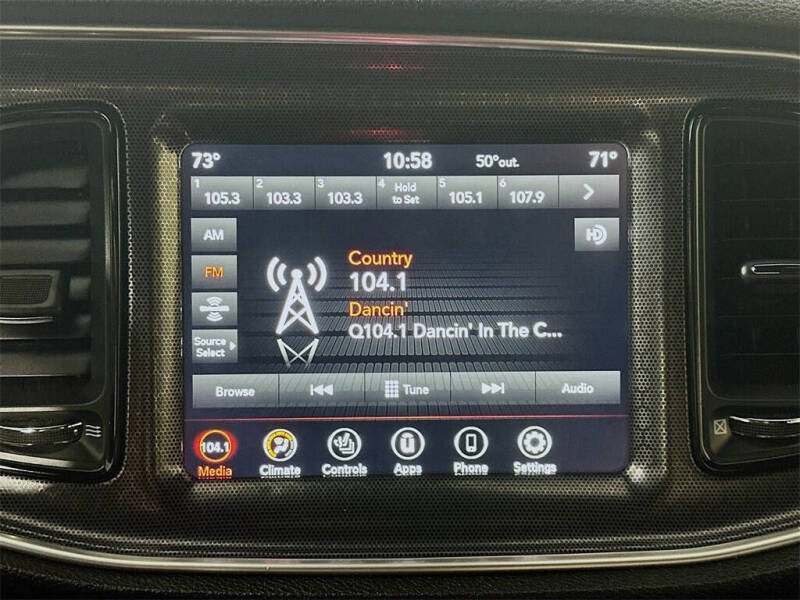 73° 10:58 50°out. 71°
1 2 3 4 5 6
105.3 103.3 103.3 Hold to Set 105.1 107.9
AM
HD
FM
Country
104.1
Dancin'
Q104.1 Dancin' In The C...
Source
Select
Browse Tune Audio
104.1
Media Climate Controls Apps Phone Settings